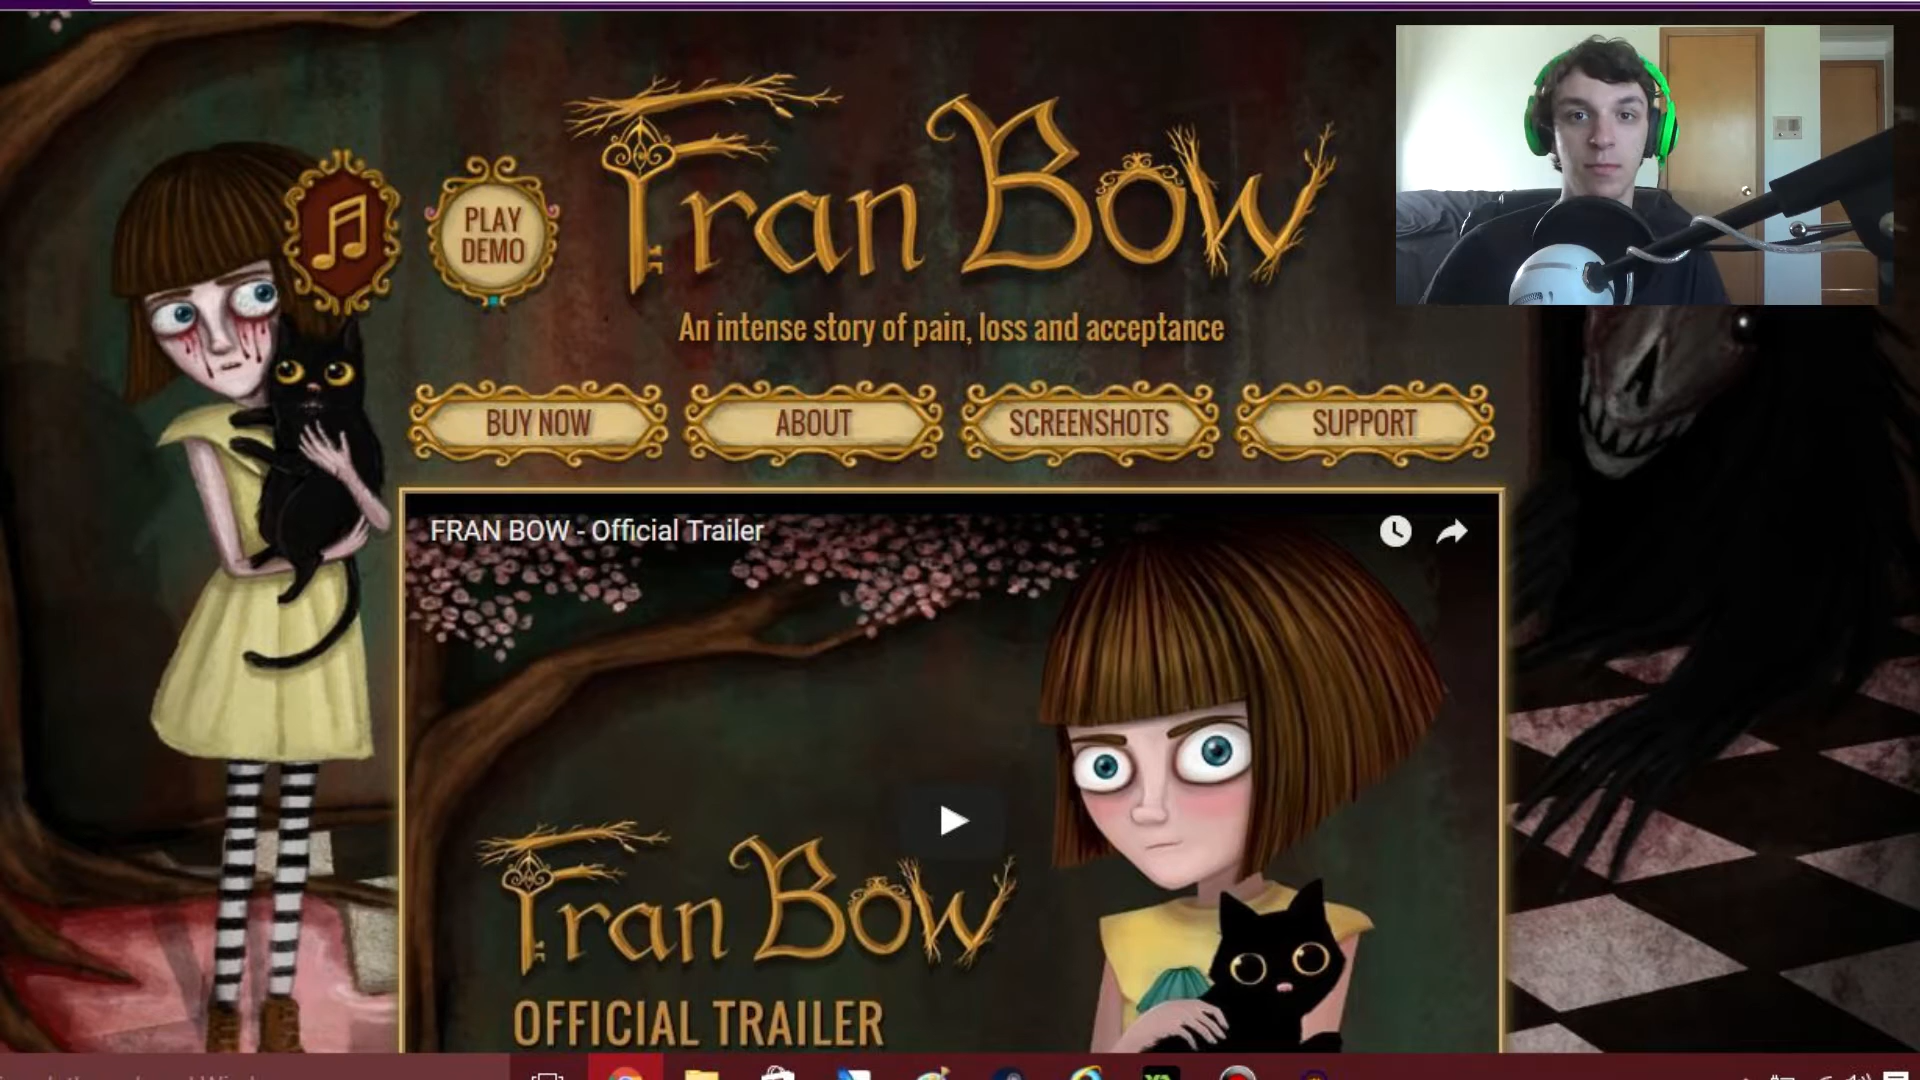 Fran Bow
PLAY
DEMO
An intense story of pain, loss and acceptance
BUY NOW
ABOUT
SCREENSHOTS
SUPPORT
FRAN BOW - Official Trailer
Fran Bow
OFFICIAL TRAILER